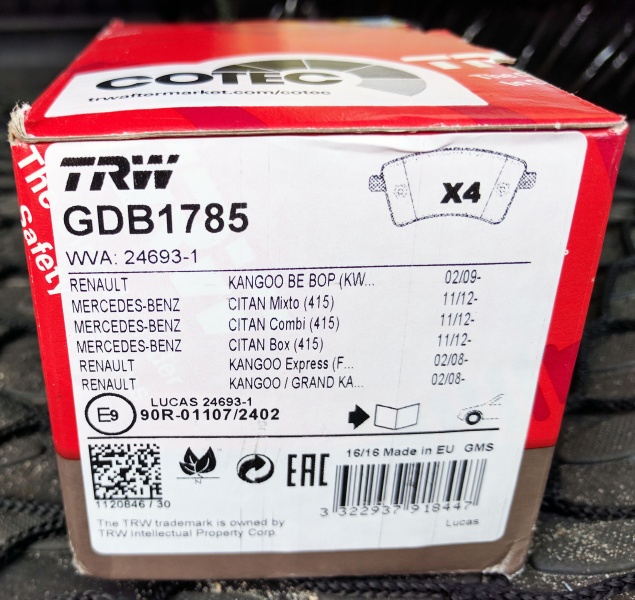 COTEC
trwaftermarket.com/cotec
TRW
GDB1785
X4
WVA: 24693-1
RENAULT KANGOO BE BOP (KW... 02/09-
MERCEDES-BENZ CITAN Mixto (415) 11/12-
MERCEDES-BENZ CITAN Combi (415) 11/12-
MERCEDES-BENZ CITAN Box (415) 11/12-
RENAULT KANGOO Express (F... 02/08-
RENAULT KANGOO / GRAND KA... 02/08-
LUCAS 24693-1
E9 90R-01107/2402
N
EAC
16/16 Made in EU GMS
1120846 / 30
3 322937 918447
Lucas
The TRW trademark is owned by
TRW Intellectual Property Corp.
The
Safety